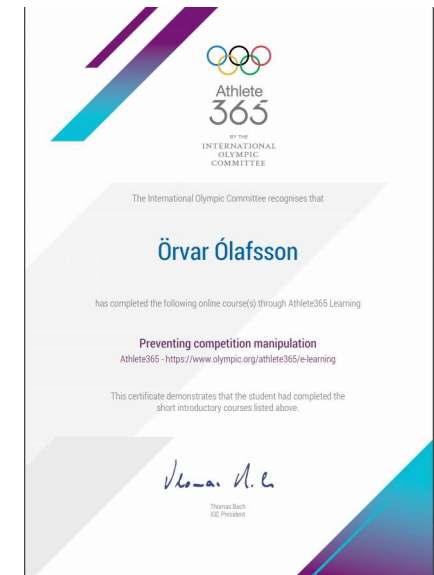 Athlete
365
BY THE
INTERNATIONAL
OLYMPIC
COMMITTEE
The International Olympic Committee recognises that
Örvar Ólafsson
has completed the following online course(s) through Athlete365 Learning
Preventing competition manipulation
Athlete365 - https://www.olympic.org/athlete365/e-learning
This certificate demonstrates that the student had completed the
short introductory courses listed above.
Thomas Bach
IOC President